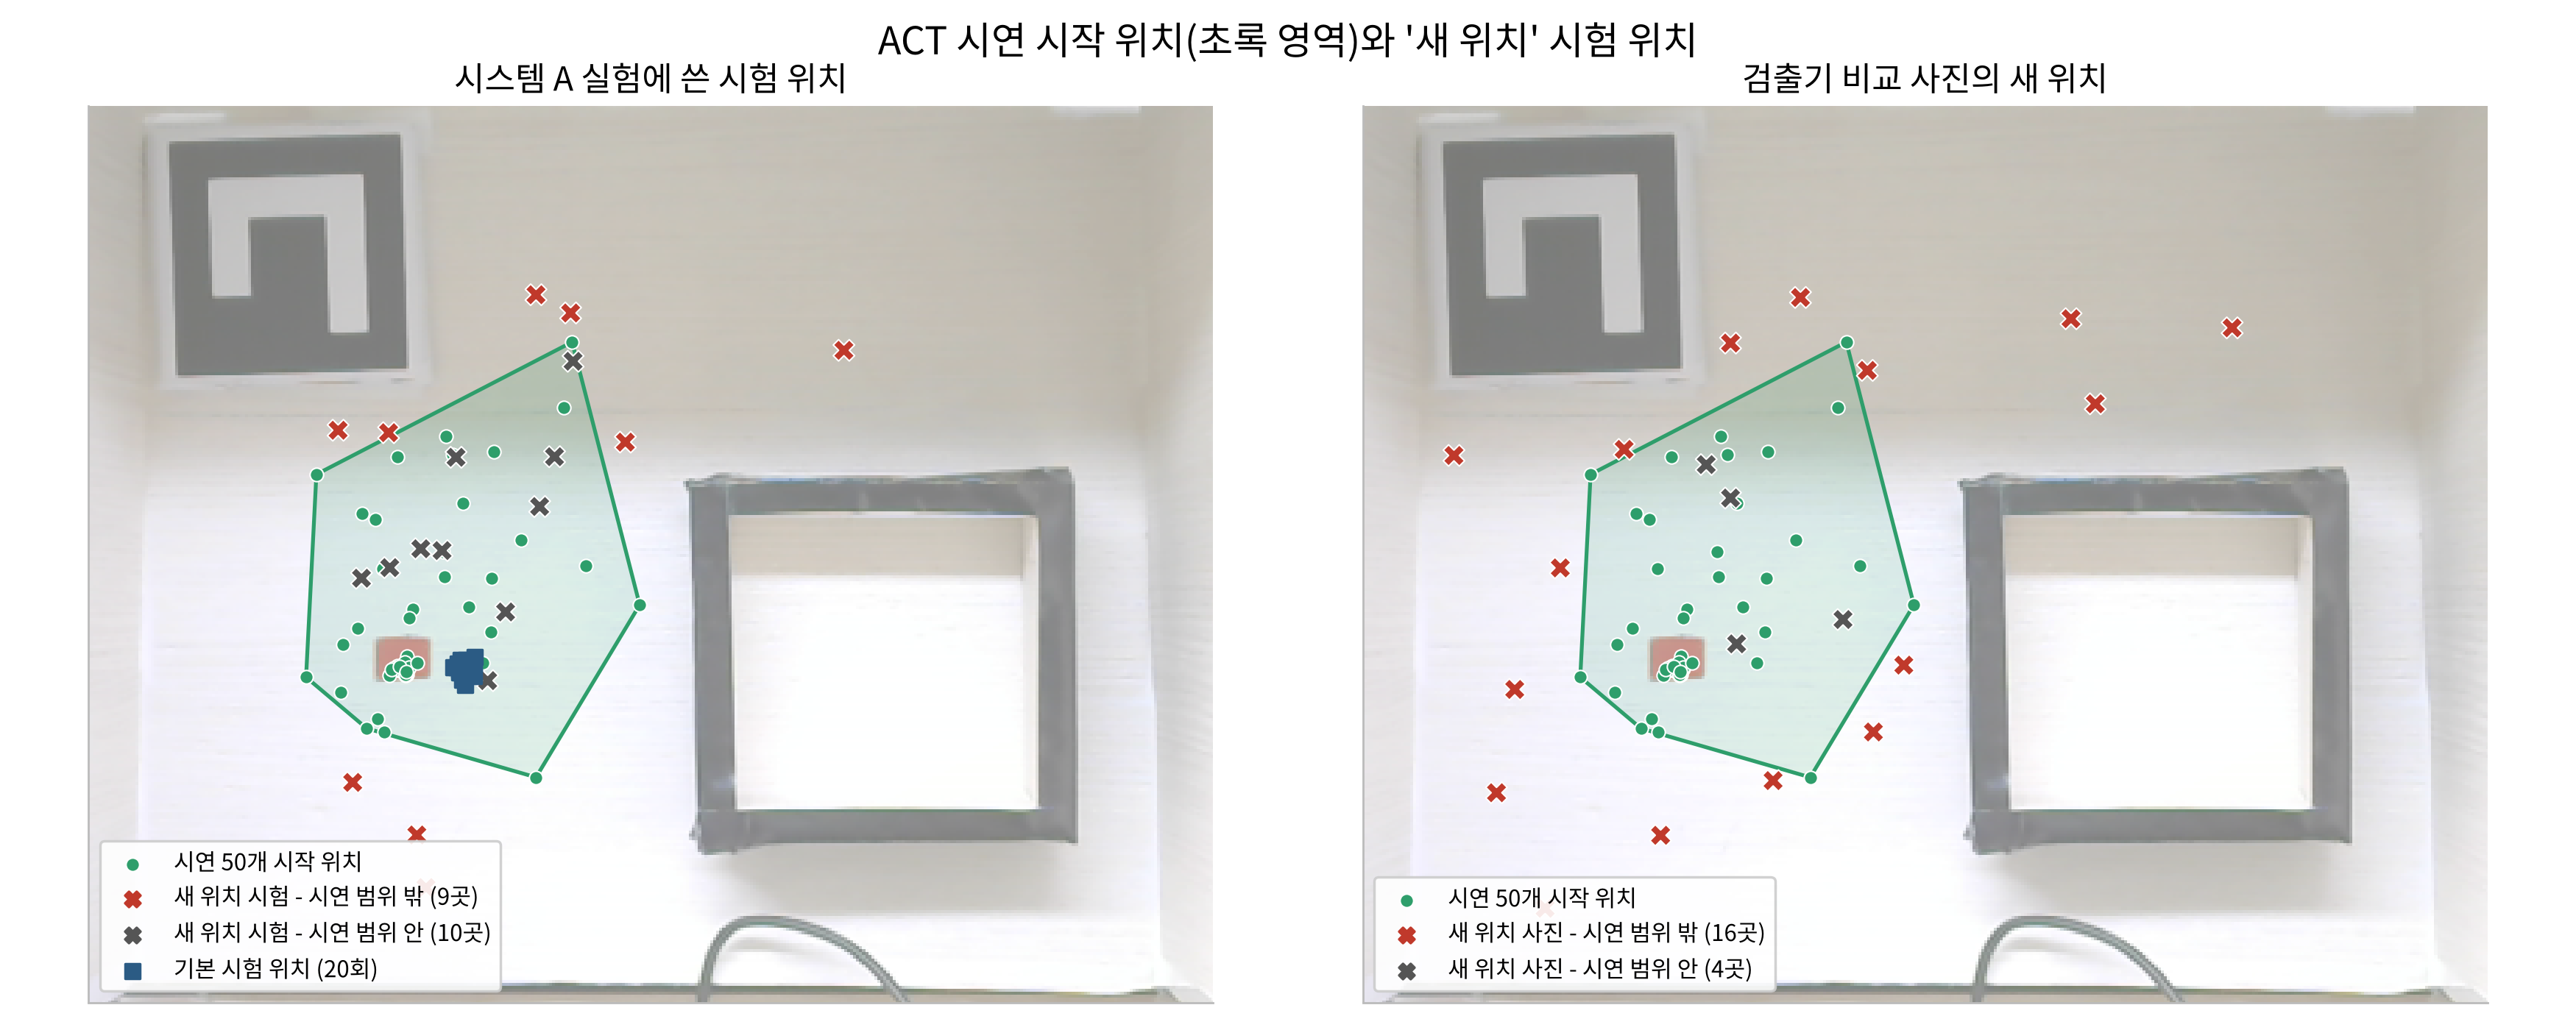 ACT 시연 시작 위치(초록 영역)와 '새 위치' 시험 위치
시스템 A 실험에 쓴 시험 위치
시연 50개 시작 위치
새 위치 시험 - 시연 범위 밖 (9곳)
새 위치 시험 - 시연 범위 안 (10곳)
기본 시험 위치 (20회)
검출기 비교 사진의 새 위치
시연 50개 시작 위치
새 위치 사진 - 시연 범위 밖 (16곳)
새 위치 사진 - 시연 범위 안 (4곳)